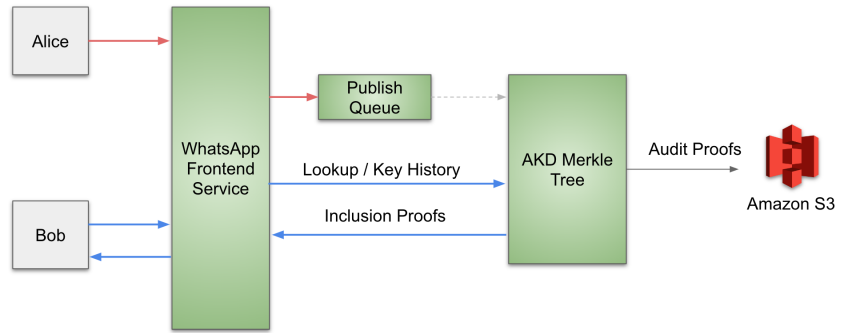 Alice
Publish
Queue
WhatsApp
Frontend
Service
AKD Merkle
Tree
Audit Proofs
Lookup / Key History
Amazon S3
Inclusion Proofs
Bob